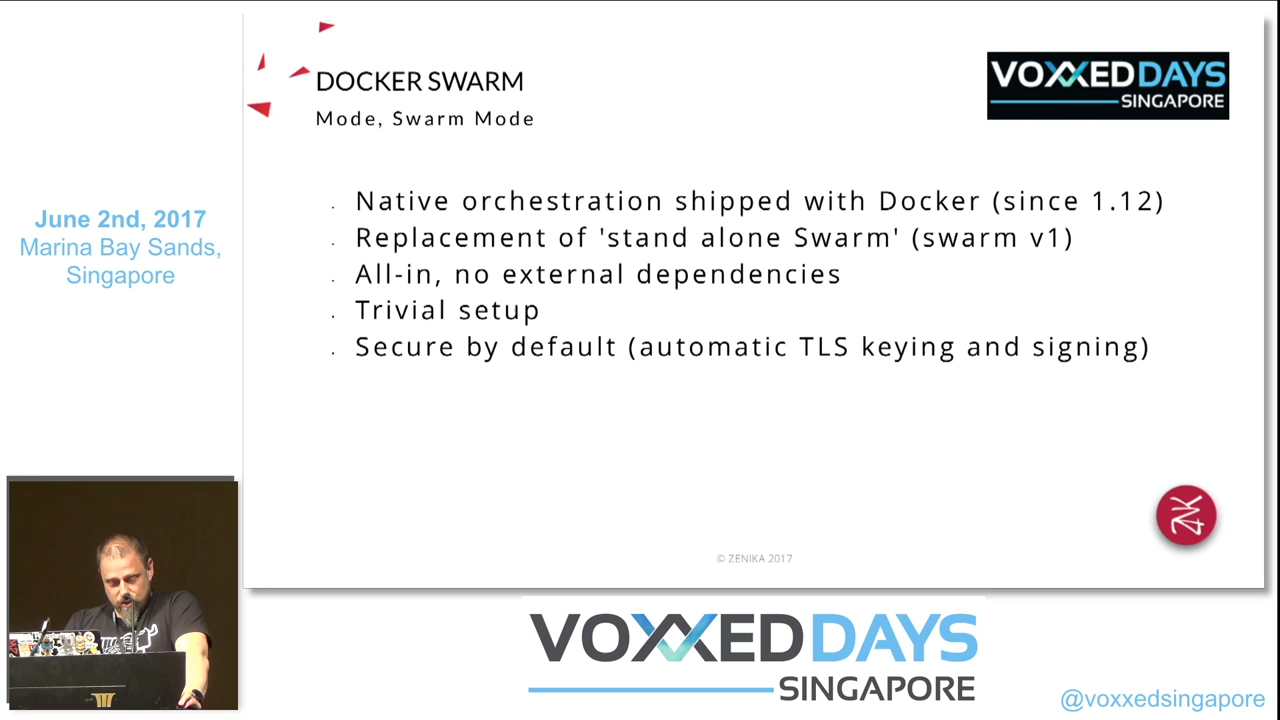 DOCKER SWARM
Mode, Swarm Mode
VOXXEDDAYS
SINGAPORE
June 2nd, 2017
Marina Bay Sands,
Singapore
. Native orchestration shipped with Docker (since 1.12)
. Replacement of 'stand alone Swarm' (swarm v1)
. All-in, no external dependencies
. Trivial setup
. Secure by default (automatic TLS keying and signing)
ZNK
© ZENIKA 2017
VOXXEDDAYS
SINGAPORE
@voxxedsingapore